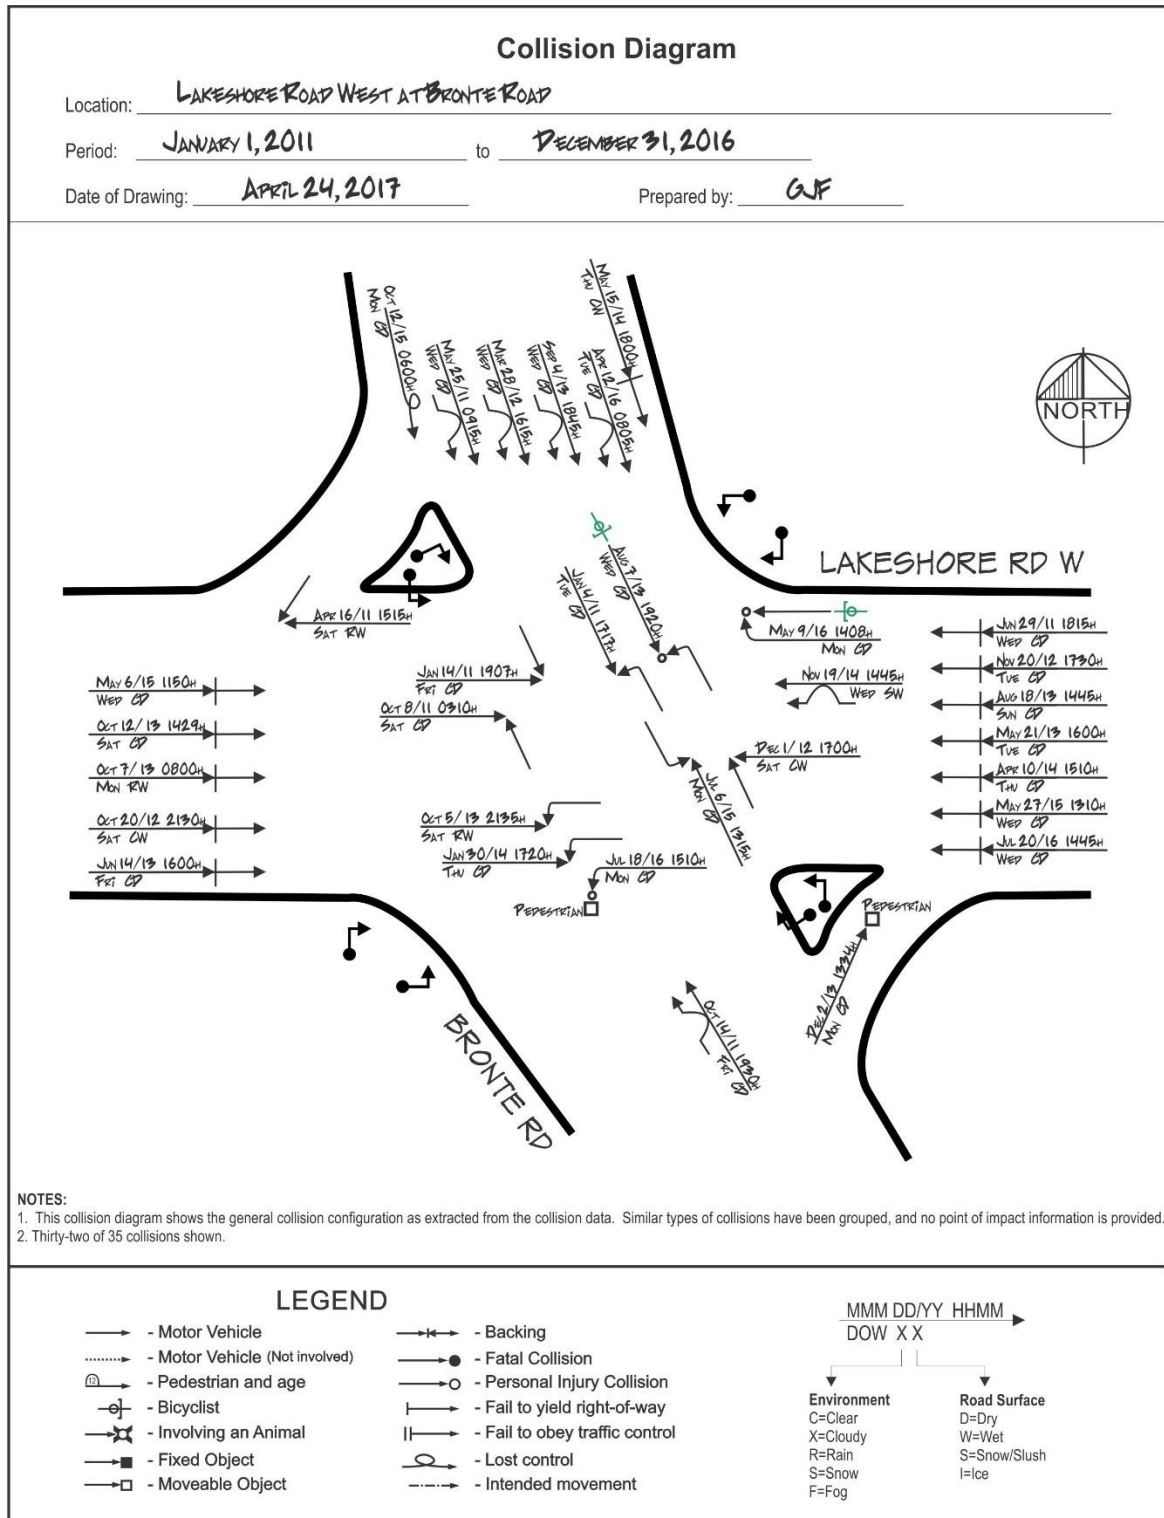 Collision Diagram
Location: LAKESHORE ROAD WEST AT BRONTE ROAD
Period: JANUARY 1, 2011 to DECEMBER 31, 2016
Date of Drawing: APRIL 24, 2017 Prepared by: GJF
OCT 12/15 0600H
MON CD
MAY 25/11 0915H
WED CD
MAR 28/12 1615H
WED CD
SEP 4/13 1845H
WED CD
APR 12/16 0805H
TUE CD
MAY 15/14 1800H
THU CW
NORTH
LAKESHORE RD W
AUG 7/13 1920H
WED CD
JAN 4/11 1717H
TUE CD
APR 16/11 1515H
SAT RW
MAY 9/16 1408H
MON CD
JAN 14/11 1907H
FRI CD
OCT 8/11 0310H
SAT CD
NOV 19/14 1445H
WED SW
DEC 1/12 1700H
SAT CW
JUL 6/15 1315H
MON CD
MAY 6/15 1150H
WED CD
OCT 12/13 1429H
SAT CD
OCT 7/13 0800H
MON RW
OCT 20/12 2130H
SAT CW
JUN 14/13 1600H
FRI CD
JUN 29/11 1815H
WED CD
NOV 20/12 1730H
TUE CD
AUG 18/13 1445H
SUN CD
MAY 21/13 1600H
TUE CD
APR 10/14 1510H
THU CD
MAY 27/15 1310H
WED CD
JUL 20/16 1445H
WED CD
OCT 5/13 2135H
SAT RW
JAN 30/14 1720H
THU CD
JUL 18/16 1510H
MON CD
PEDESTRIAN
PEDESTRIAN
DEC 2/13 1334H
MON CD
OCT 14/11 1930H
FRI CD
BRONTE RD
NOTES:
1. This collision diagram shows the general collision configuration as extracted from the collision data. Similar types of collisions have been grouped, and no point of impact information is provided.
2. Thirty-two of 35 collisions shown.
LEGEND
- Motor Vehicle
- Motor Vehicle (Not involved)
12 - Pedestrian and age
- Bicyclist
- Involving an Animal
- Fixed Object
- Moveable Object
- Backing
- Fatal Collision
- Personal Injury Collision
- Fail to yield right-of-way
- Fail to obey traffic control
- Lost control
- Intended movement
MMM DD/YY HHMM
DOW X X
Environment
C=Clear
X=Cloudy
R=Rain
S=Snow
F=Fog
Road Surface
D=Dry
W=Wet
S=Snow/Slush
I=Ice